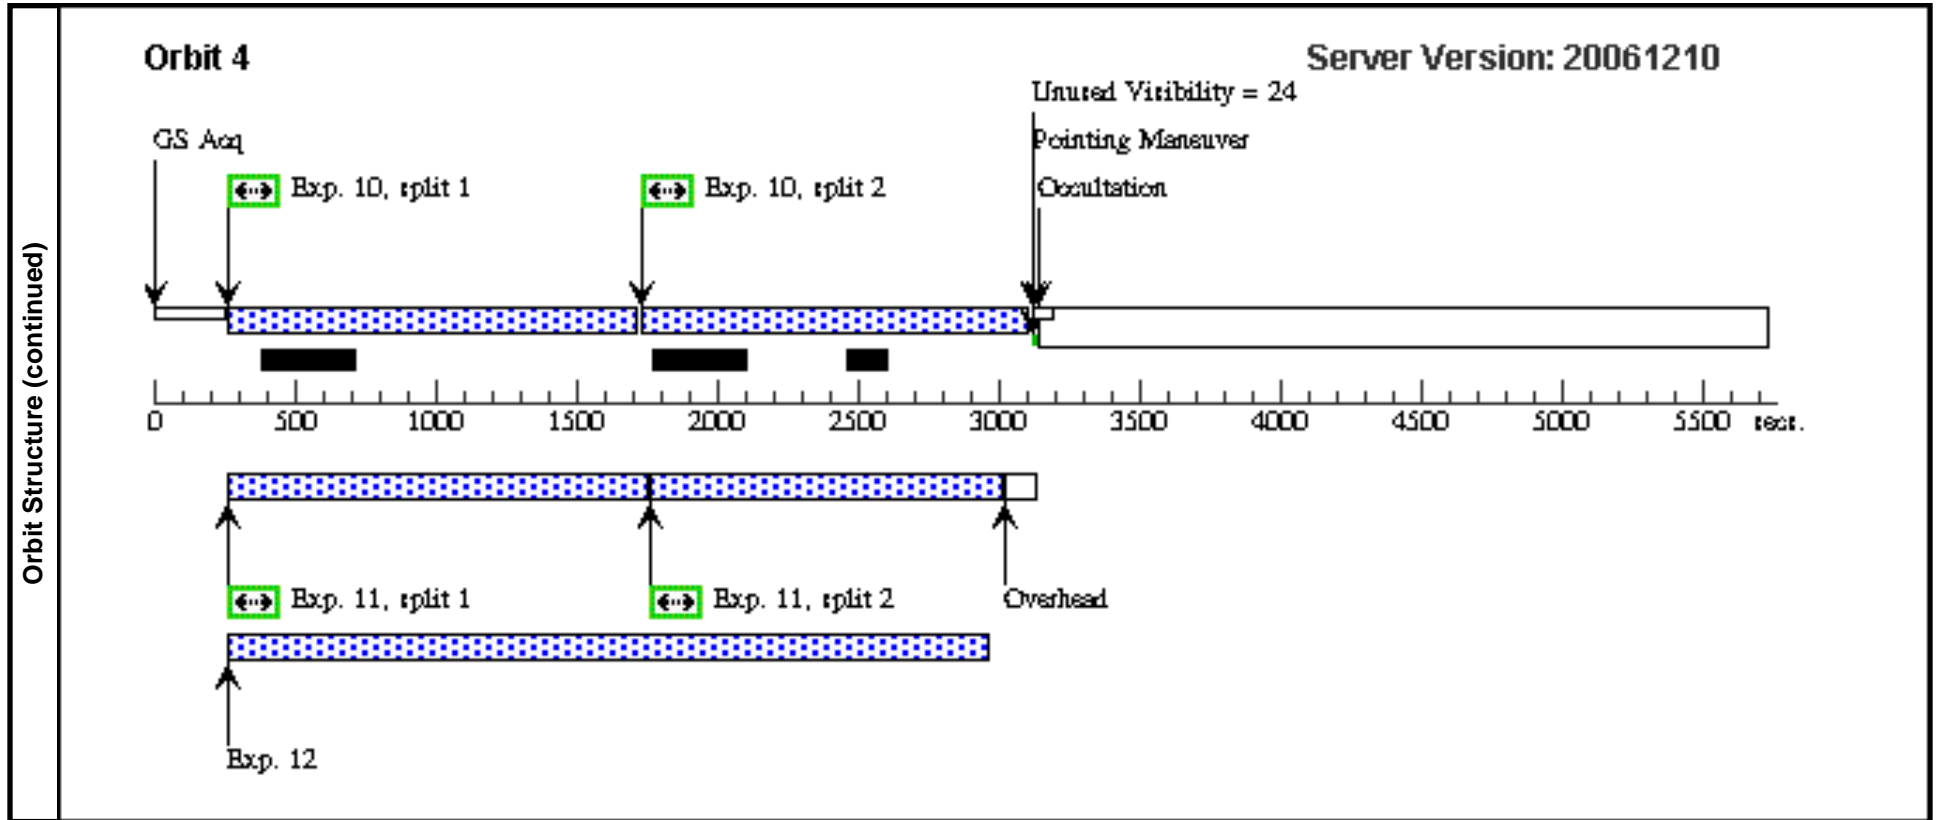 Orbit Structure (continued)
Orbit 4
Server Version: 20061210
Unused Visibility = 24
GS Acq
Pointing Maneuver
Exp. 10, split 1
Exp. 10, split 2
Occultation
0 500 1000 1500 2000 2500 3000 3500 4000 4500 5000 5500 secs.
Exp. 11, split 1
Exp. 11, split 2
Overhead
Exp. 12